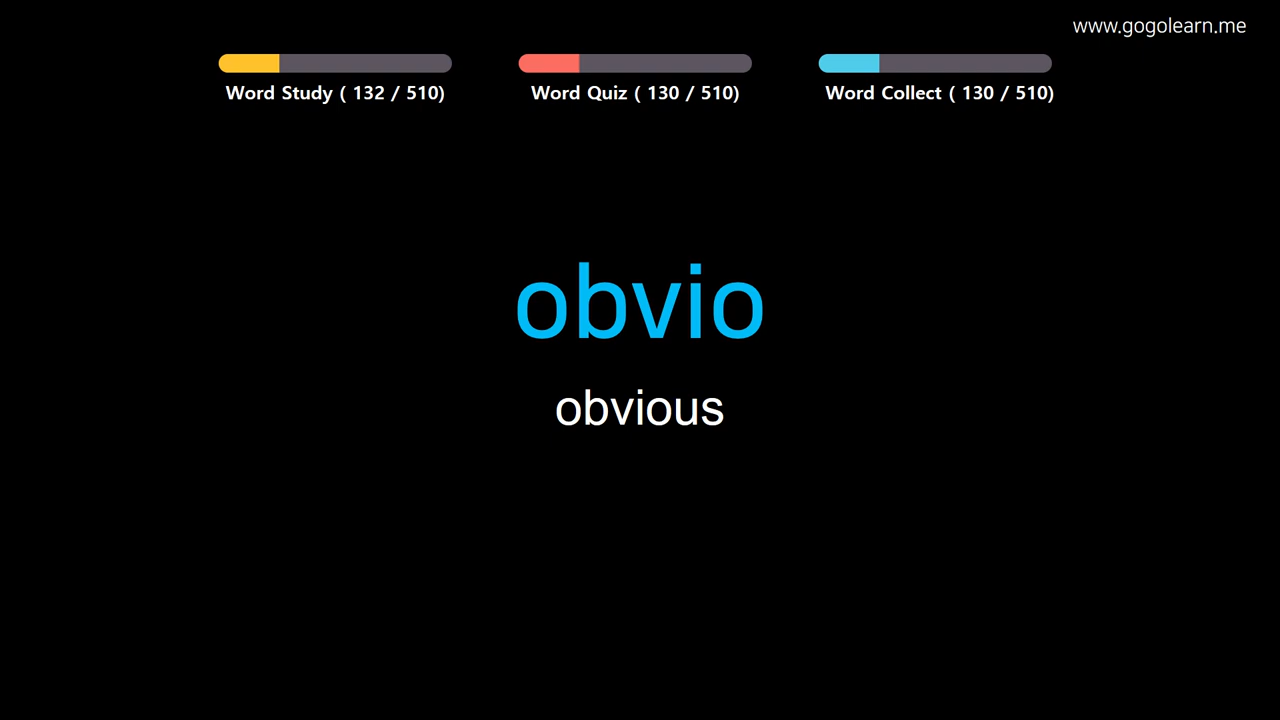 www.gogolearn.me
Word Study ( 132 / 510)
Word Quiz ( 130 / 510)
Word Collect ( 130 / 510)
obvio
obvious